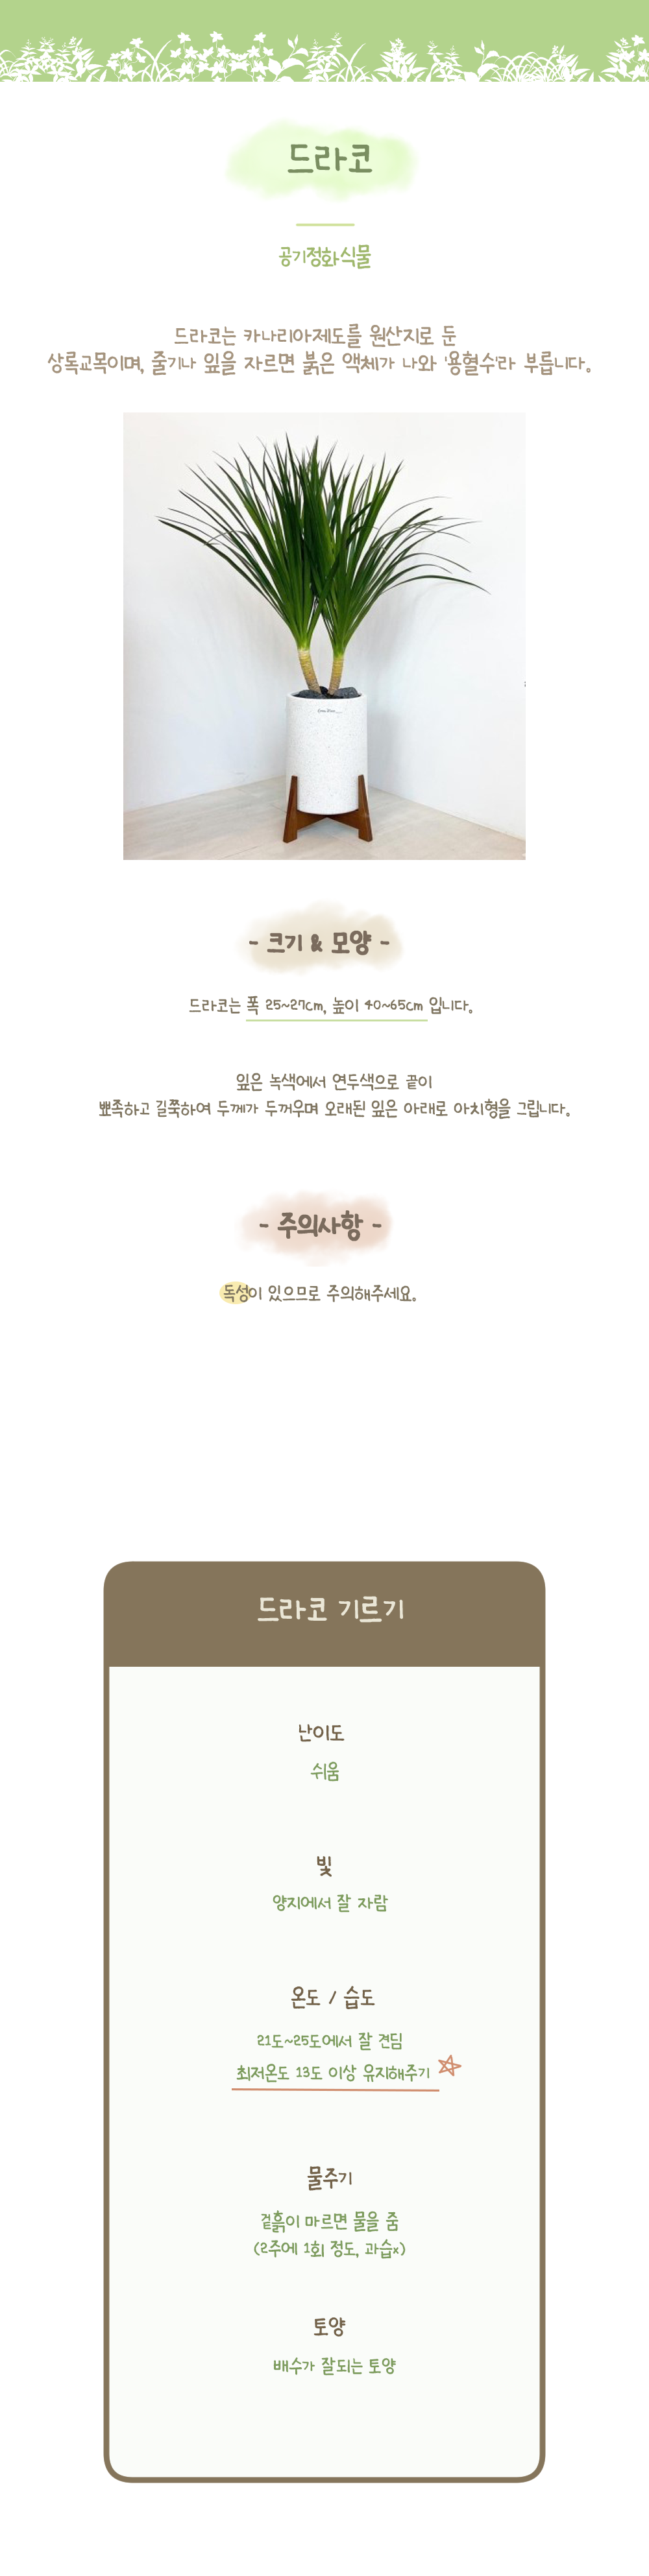 드라코
공기정화식물
드라코는 카나리아제도를 원산지로 둔
상록교목이며, 줄기나 잎을 자르면 붉은 액체가 나와 '용혈수'라 부릅니다.
- 크기 & 모양 -
드라코는 폭 25~27cm, 높이 40~65cm 입니다.
잎은 녹색에서 연두색으로 끝이
뾰족하고 길쭉하여 두께가 두꺼우며 오래된 잎은 아래로 아치형을 그립니다.
- 주의사항 -
독성이 있으므로 주의해주세요.
드라코 기르기
난이도
쉬움
빛
양지에서 잘 자람
온도 / 습도
21도~25도에서 잘 견딤
최저온도 13도 이상 유지해주기
물주기
겉흙이 마르면 물을 줌
(2주에 1회 정도, 과습x)
토양
배수가 잘되는 토양